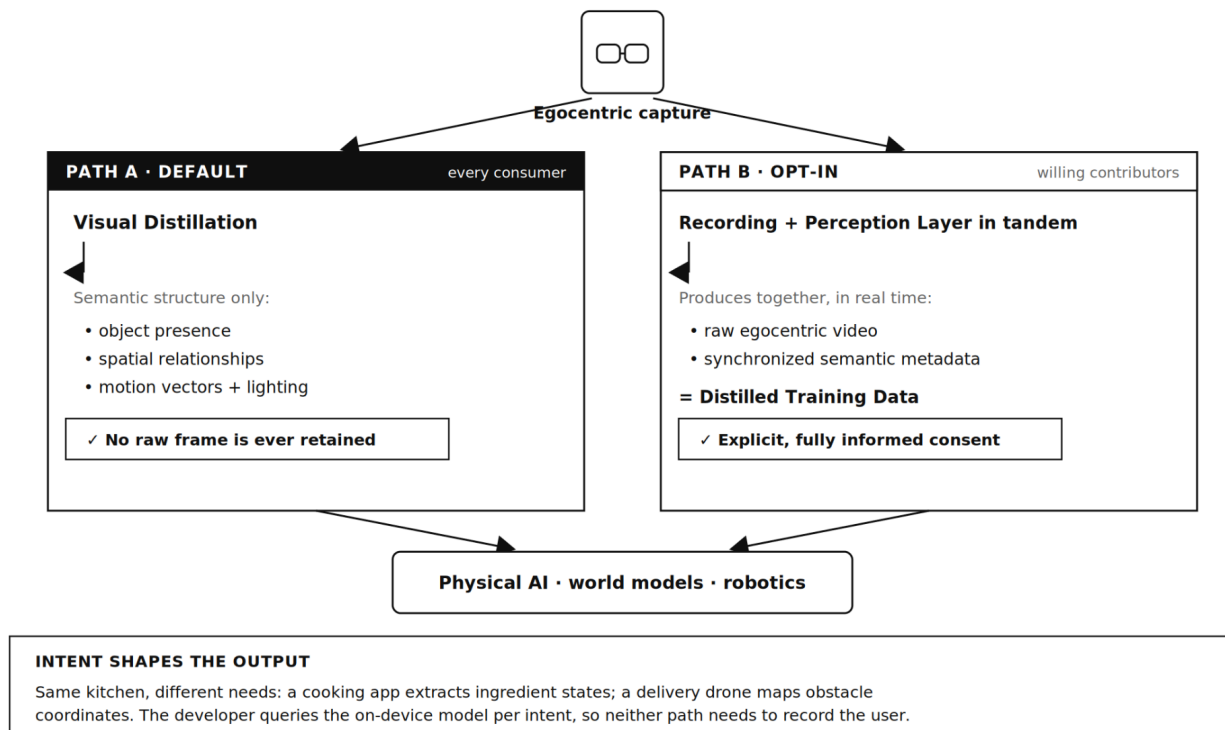 Egocentric capture
PATH A · DEFAULT
every consumer
Visual Distillation
Semantic structure only:
• object presence
• spatial relationships
• motion vectors + lighting
✓ No raw frame is ever retained
PATH B · OPT-IN
willing contributors
Recording + Perception Layer in tandem
Produces together, in real time:
• raw egocentric video
• synchronized semantic metadata
= Distilled Training Data
✓ Explicit, fully informed consent
Physical AI · world models · robotics
INTENT SHAPES THE OUTPUT
Same kitchen, different needs: a cooking app extracts ingredient states; a delivery drone maps obstacle
coordinates. The developer queries the on-device model per intent, so neither path needs to record the user.